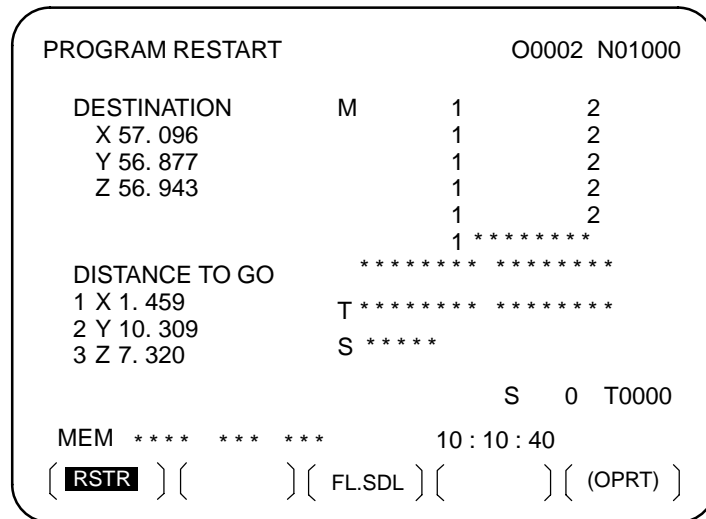 PROGRAM RESTART O0002 N01000
DESTINATION M 1 2
X 57. 096 1 2
Y 56. 877 1 2
Z 56. 943 1 2
1 2
1 * * * * * * * *
* * * * * * * * * * * * * * * *
DISTANCE TO GO
1 X 1. 459
T * * * * * * * * * * * * * * * *
2 Y 10. 309
S * * * * *
3 Z 7. 320
S 0 T0000
MEM * * * * * * * * * * 10 : 10 : 40
[ RSTR ] [ ] [ FL.SDL ] [ ] [ (OPRT) ]